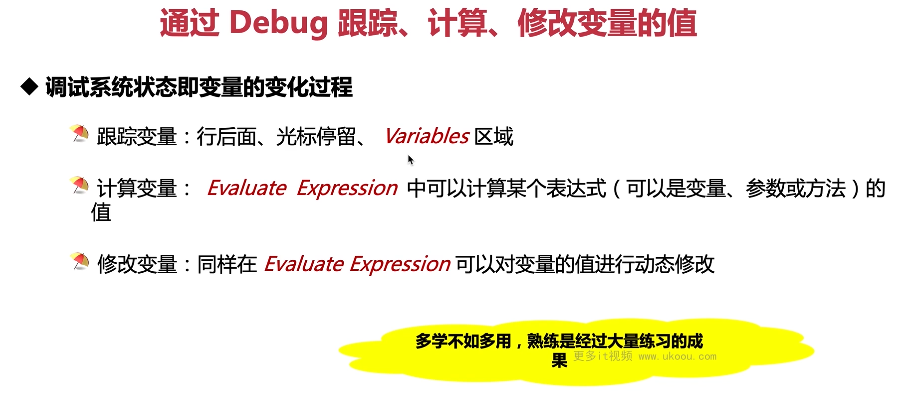 通过 Debug 跟踪、计算、修改变量的值
调试系统状态即变量的变化过程
跟踪变量：行后面、光标停留、 Variables 区域
计算变量： Evaluate Expression 中可以计算某个表达式（可以是变量、参数或方法）的
值
修改变量：同样在 Evaluate Expression 可以对变量的值进行动态修改
多学不如多用，熟练是经过大量练习的成
果
更多it视频 www.ukoou.com